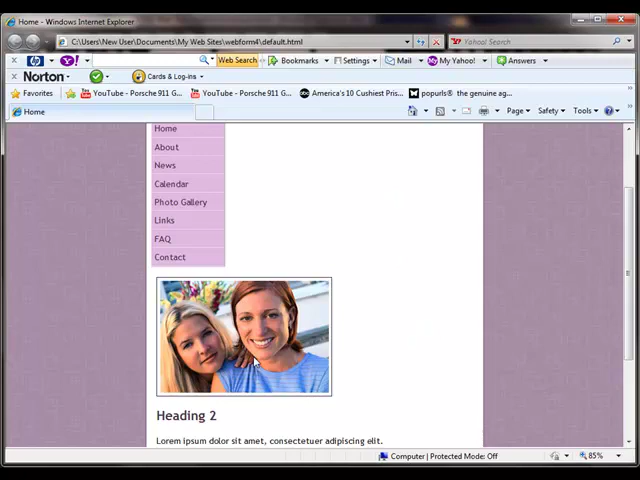 Home - Windows Internet Explorer
C:\Users\New User\Documents\My Web Sites\webform4\default.html
Yahoo! Search
hp Y! Web Search Bookmarks Settings Mail My Yahoo! Answers
Norton Cards & Log-ins
Favorites YouTube - Porsche 911 G... YouTube - Porsche 911 G... America's 10 Cushiest Pris... popurls® the genuine ag...
Home Page Safety Tools
Home
About
News
Calendar
Photo Gallery
Links
FAQ
Contact
Heading 2
Lorem ipsum dolor sit amet, consectetuer adipiscing elit.
Computer | Protected Mode: Off 85%